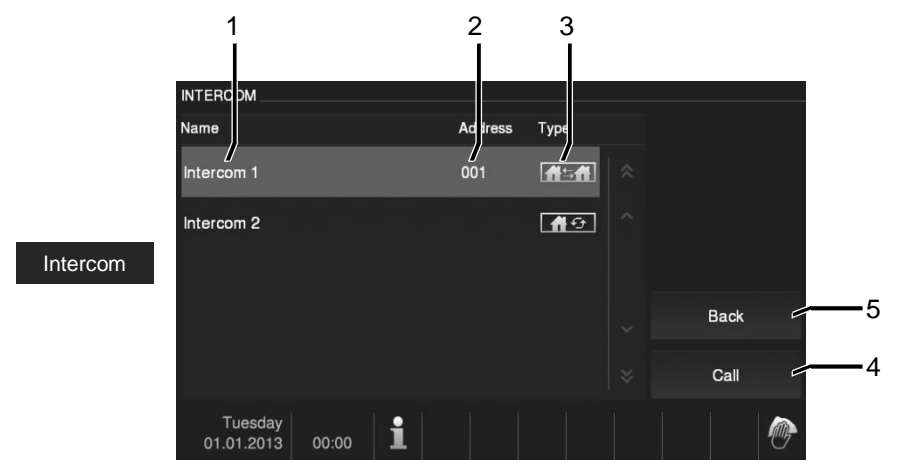 1 2 3
INTERCOM
Name Address Type
Intercom 1 001
Intercom 2
Intercom
Back 5
Call 4
Tuesday
01.01.2013 00:00